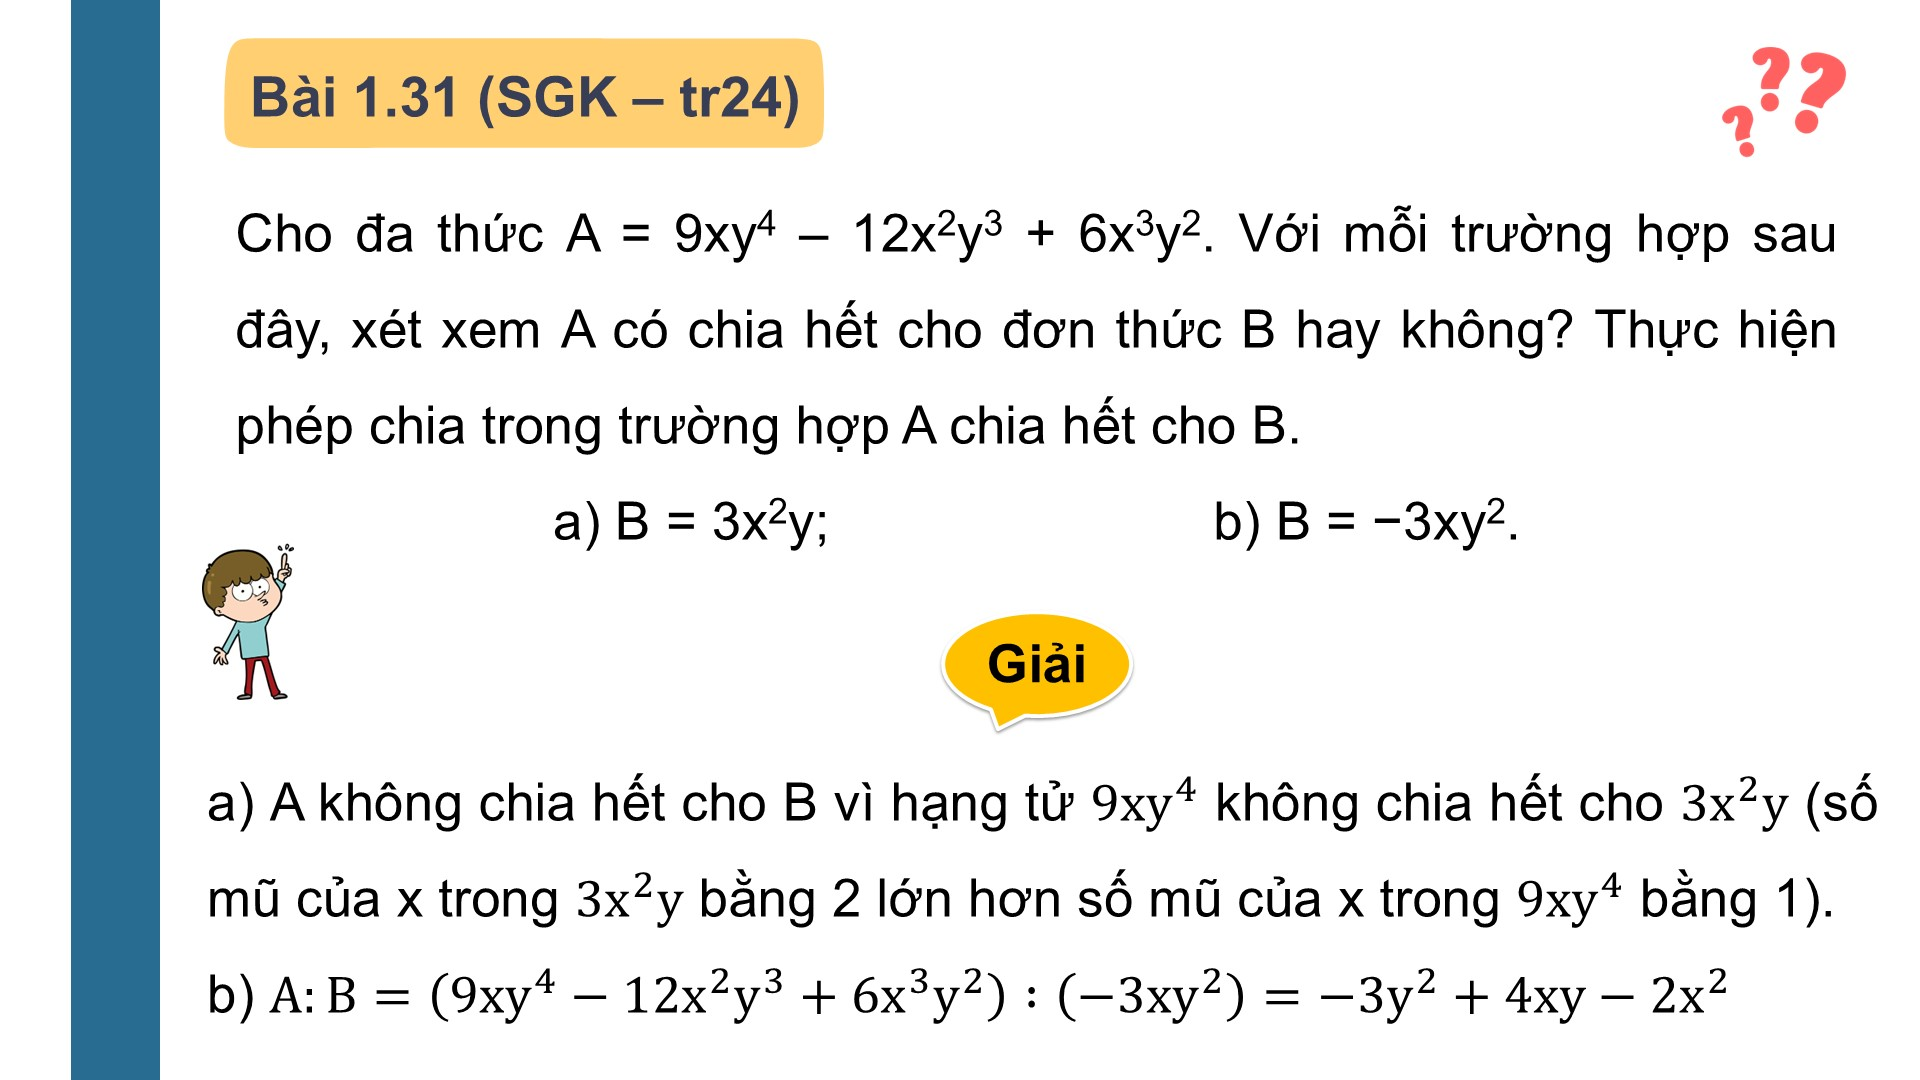 Bài 1.31 (SGK – tr24)
Cho đa thức A = 9xy⁴ – 12x²y³ + 6x³y². Với mỗi trường hợp sau
đây, xét xem A có chia hết cho đơn thức B hay không? Thực hiện
phép chia trong trường hợp A chia hết cho B.
a) B = 3x²y; b) B = −3xy².
Giải
a) A không chia hết cho B vì hạng tử 9xy⁴ không chia hết cho 3x²y (số
mũ của x trong 3x²y bằng 2 lớn hơn số mũ của x trong 9xy⁴ bằng 1).
b) A: B = (9xy⁴ − 12x²y³ + 6x³y²) : (−3xy²) = −3y² + 4xy − 2x²